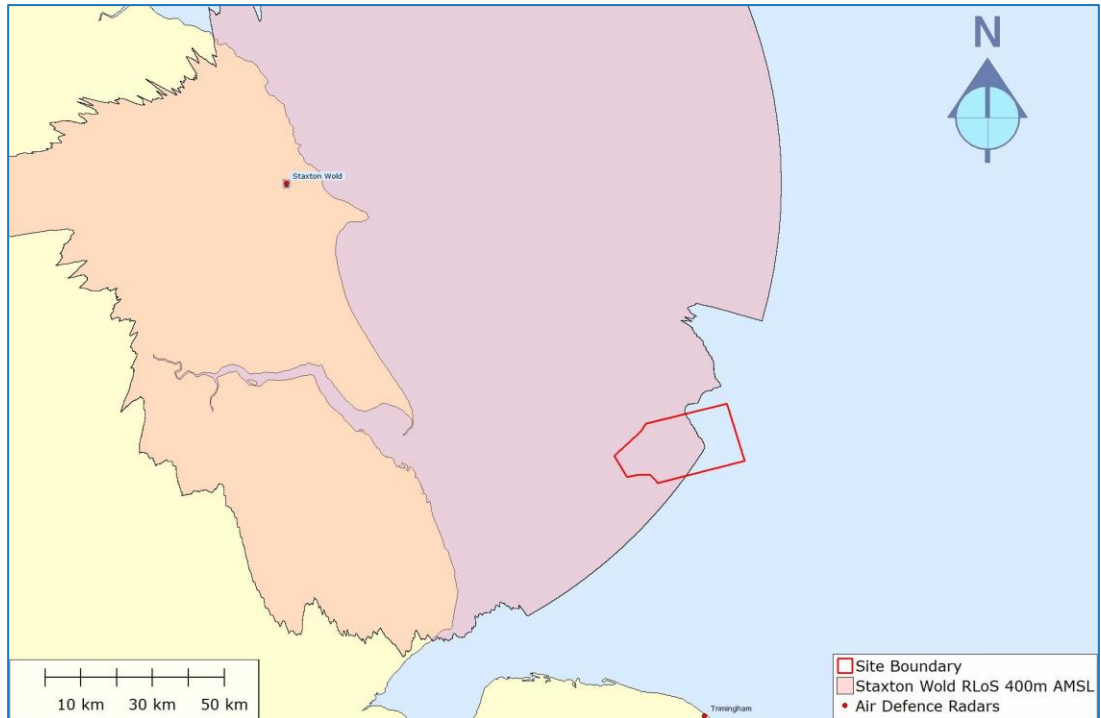 N
Staxton Wold
10 km 30 km 50 km
Trimingham
Site Boundary
Staxton Wold RLoS 400m AMSL
Air Defence Radars